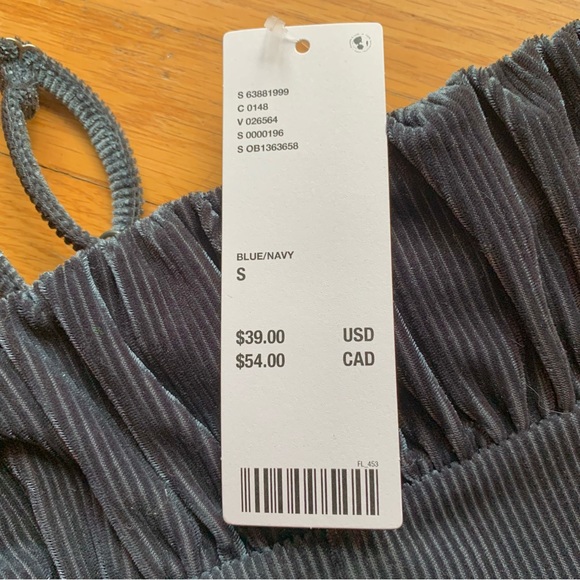 S 63881999
C 0148
V 026564
S 0000196
S OB1363658
BLUE/NAVY
S
$39.00 USD
$54.00 CAD
FL_453